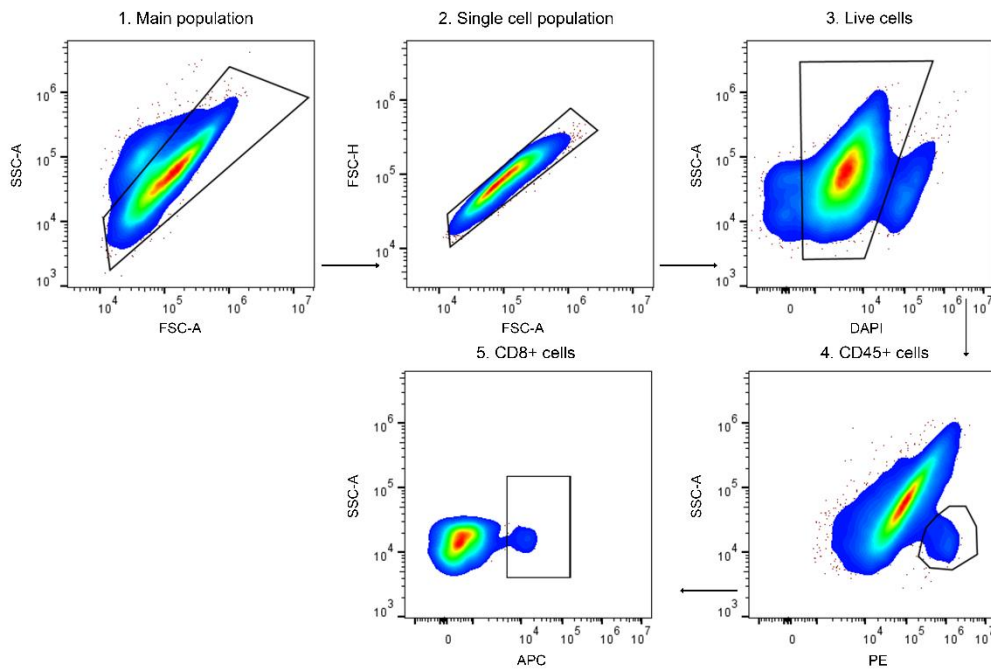 1. Main population
2. Single cell population
3. Live cells
SSC-A
10^6
10^5
10^4
10^3
10^4
10^5
10^6
10^7
FSC-A
FSC-H
10^6
10^5
10^4
10^4
10^5
10^6
10^7
FSC-A
SSC-A
10^6
10^5
10^4
10^3
0
10^4
10^5
10^6
10^7
DAPI
5. CD8+ cells
4. CD45+ cells
SSC-A
10^6
10^5
10^4
10^3
0
10^4
10^5
10^6
10^7
APC
SSC-A
10^6
10^5
10^4
10^3
0
10^4
10^5
10^6
10^7
PE